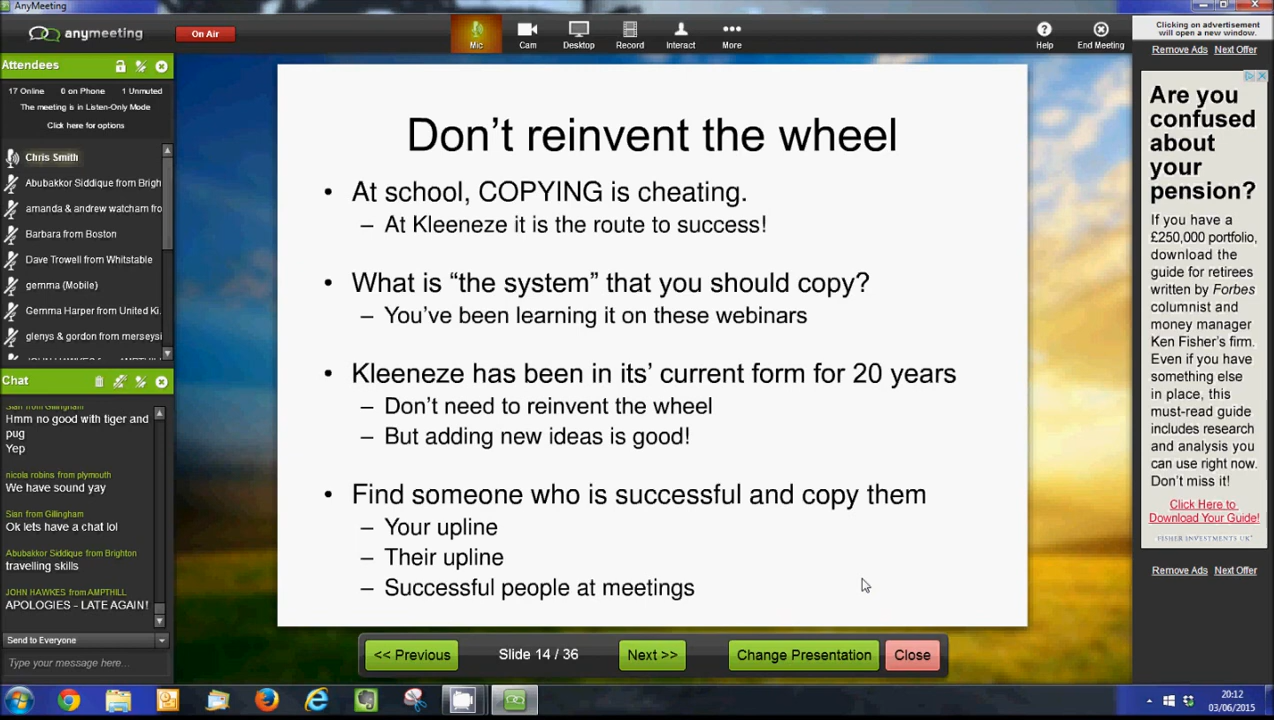 AnyMeeting
anymeeting
On Air
Mic
Cam
Desktop
Record
Interact
More
Help
End Meeting
Attendees
17 Online 0 on Phone 1 Unmuted
The meeting is in Listen-Only Mode
Click here for options
Chris Smith
Abubakkor Siddique from Brigh
amanda & andrew watcham fro
Barbara from Boston
Dave Trowell from Whitstable
gemma (Mobile)
Gemma Harper from United Ki.
glenys & gordon from merseysi
JOHN HAWKES from AMPTHILL
Chat
Sian from Gillingham
Hmm no good with tiger and
pug
Yep
nicola robins from plymouth
We have sound yay
Sian from Gillingham
Ok lets have a chat lol
Abubakkor Siddique from Brighton
travelling skills
JOHN HAWKES from AMPTHILL
APOLOGIES - LATE AGAIN!
Send to Everyone
Type your message here...
Don't reinvent the wheel
• At school, COPYING is cheating.
– At Kleeneze it is the route to success!
• What is “the system” that you should copy?
– You've been learning it on these webinars
• Kleeneze has been in its' current form for 20 years
– Don't need to reinvent the wheel
– But adding new ideas is good!
• Find someone who is successful and copy them
– Your upline
– Their upline
– Successful people at meetings
<< Previous
Slide 14 / 36
Next >>
Change Presentation
Close
Clicking on advertisement
will open a new window.
Remove Ads Next Offer
Are you
confused
about
your
pension?
If you have a
£250,000 portfolio,
download the
guide for retirees
written by Forbes
columnist and
money manager
Ken Fisher's firm.
Even if you have
something else
in place, this
must-read guide
includes research
and analysis you
can use right now.
Don't miss it!
Click Here to
Download Your Guide!
FISHER INVESTMENTS UK
Remove Ads Next Offer
20:12
03/06/2015